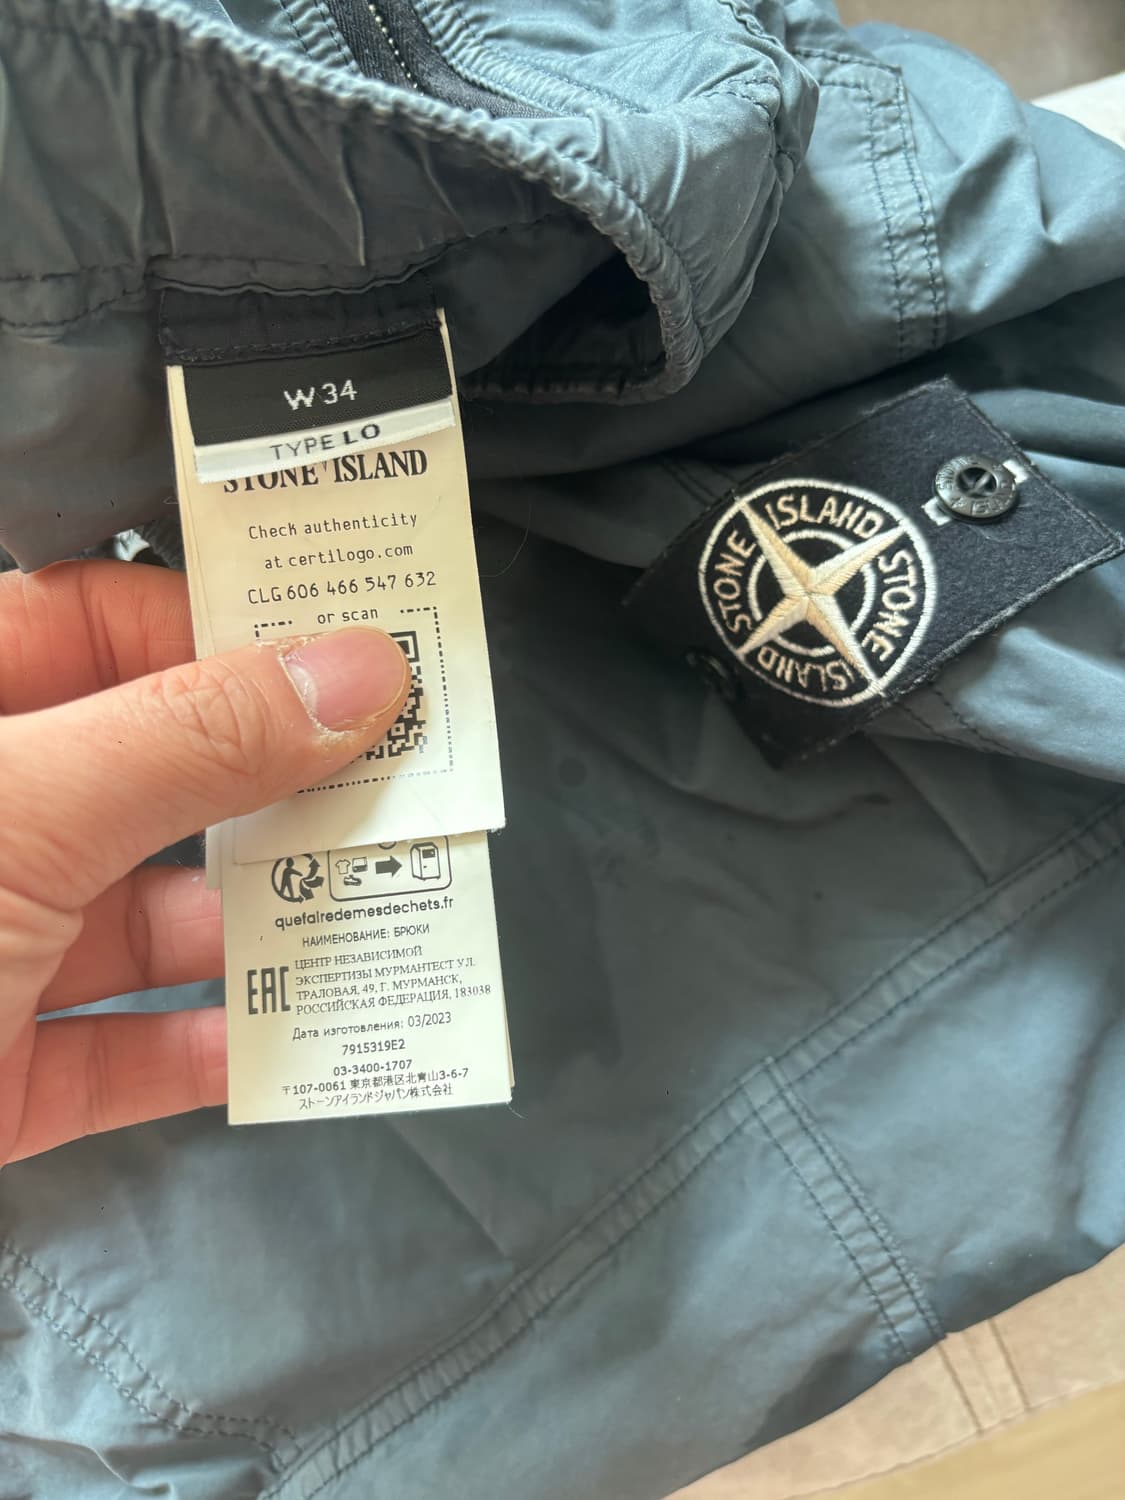 W34
TYPE LO
STONE ISLAND
Check authenticity
at certilogo.com
CLG 606 466 547 632
or scan
quefairedemesdechets.fr
НАИМЕНОВАНИЕ: БРЮКИ
EAC
ЦЕНТР НЕЗАВИСИМОЙ
ЭКСПЕРТИЗЫ МУРМАНТЕСТ УЛ.
ТРАЛОВАЯ, 49, Г. МУРМАНСК,
РОССИЙСКАЯ ФЕДЕРАЦИЯ, 183038
Дата изготовления: 03/2023
7915319E2
03-3400-1707
〒107-0061 東京都港区北青山3-6-7
ストーンアイランドジャパン株式会社
STONE ISLAND
STONE ISLAND